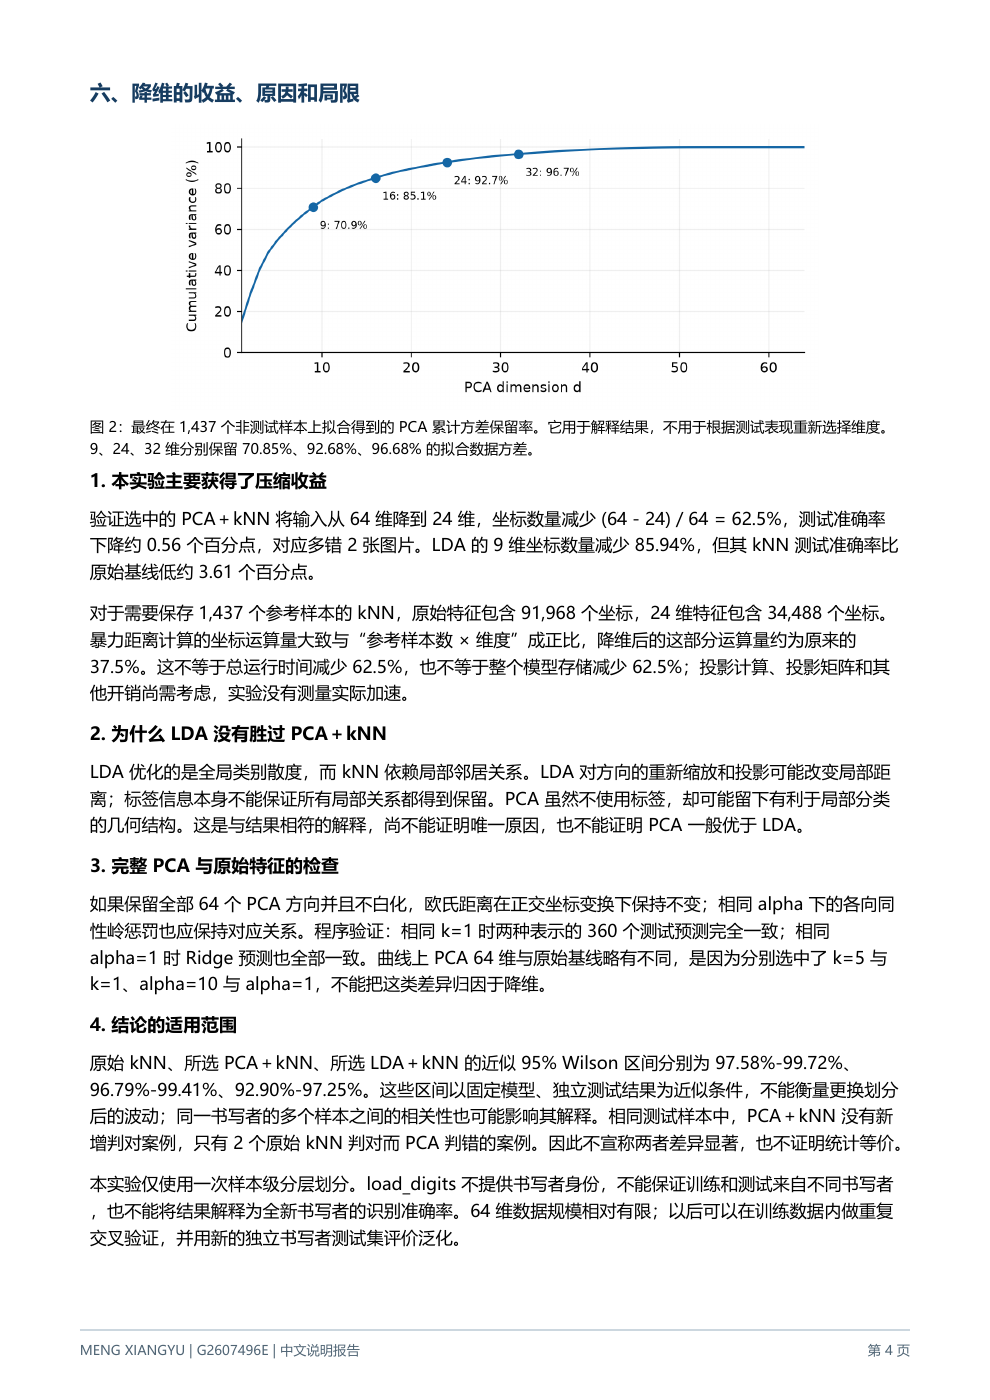 六、降维的收益、原因和局限
100
80
60
40
20
0
Cumulative variance (%)
9: 70.9%
16: 85.1%
24: 92.7%
32: 96.7%
10 20 30 40 50 60
PCA dimension d
图 2：最终在 1,437 个非测试样本上拟合得到的 PCA 累计方差保留率。它用于解释结果，不用于根据测试表现重新选择维度。
9、24、32 维分别保留 70.85%、92.68%、96.68% 的拟合数据方差。
1. 本实验主要获得了压缩收益
验证选中的 PCA + kNN 将输入从 64 维降到 24 维，坐标数量减少 (64 - 24) / 64 = 62.5%，测试准确率
下降约 0.56 个百分点，对应多错 2 张图片。LDA 的 9 维坐标数量减少 85.94%，但其 kNN 测试准确率比
原始基线低约 3.61 个百分点。
对于需要保存 1,437 个参考样本的 kNN，原始特征包含 91,968 个坐标，24 维特征包含 34,488 个坐标。
暴力距离计算的坐标运算量大致与“参考样本数 × 维度”成正比，降维后的这部分运算量约为原来的
37.5%。这不等于总运行时间减少 62.5%，也不等于整个模型存储减少 62.5%；投影计算、投影矩阵和其
他开销尚需考虑，实验没有测量实际加速。
2. 为什么 LDA 没有胜过 PCA + kNN
LDA 优化的是全局类别散度，而 kNN 依赖局部邻居关系。LDA 对方向的重新缩放和投影可能改变局部距
离；标签信息本身不能保证所有局部关系都得到保留。PCA 虽然不使用标签，却可能留下有利于局部分类
的几何结构。这是与结果相符的解释，尚不能证明唯一原因，也不能证明 PCA 一般优于 LDA。
3. 完整 PCA 与原始特征的检查
如果保留全部 64 个 PCA 方向并且不白化，欧氏距离在正交坐标变换下保持不变；相同 alpha 下的各向同
性岭惩罚也应保持对应关系。程序验证：相同 k=1 时两种表示的 360 个测试预测完全一致；相同
alpha=1 时 Ridge 预测也全部一致。曲线上 PCA 64 维与原始基线略有不同，是因为分别选中了 k=5 与
k=1、alpha=10 与 alpha=1，不能把这类差异归因于降维。
4. 结论的适用范围
原始 kNN、所选 PCA + kNN、所选 LDA + kNN 的近似 95% Wilson 区间分别为 97.58%-99.72%、
96.79%-99.41%、92.90%-97.25%。这些区间以固定模型、独立测试结果为近似条件，不能衡量更换划分
后的波动；同一书写者的多个样本之间的相关性也可能影响其解释。相同测试样本中，PCA + kNN 没有新
增判对案例，只有 2 个原始 kNN 判对而 PCA 判错的案例。因此不宣称两者差异显著，也不证明统计等价。
本实验仅使用一次样本级分层划分。load_digits 不提供书写者身份，不能保证训练和测试来自不同书写者
，也不能将结果解释为全新书写者的识别准确率。64 维数据规模相对有限；以后可以在训练数据内做重复
交叉验证，并用新的独立书写者测试集评价泛化。
MENG XIANGYU | G2607496E | 中文说明报告
第 4 页